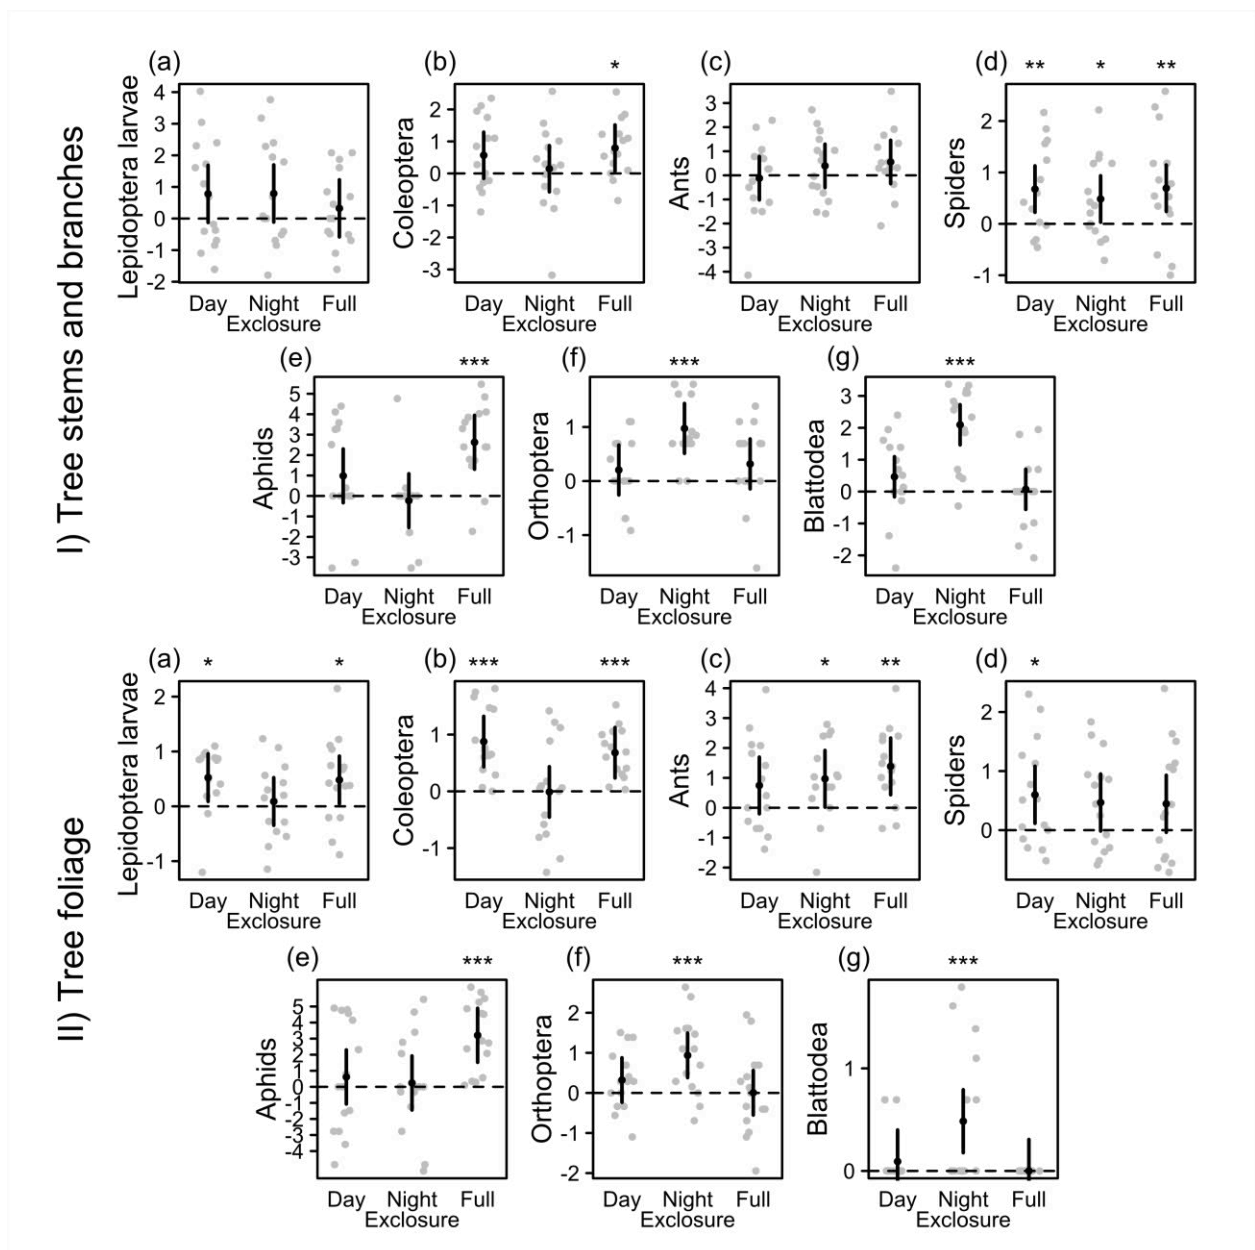 I) Tree stems and branches
(a)
Lepidoptera larvae
4
3
2
1
0
-1
-2
Day Night Full
Exclosure
(b)
*
Coleoptera
2
1
0
-1
-2
-3
Day Night Full
Exclosure
(c)
Ants
3
2
1
0
-1
-2
-3
-4
Day Night Full
Exclosure
(d)
** * **
Spiders
2
1
0
-1
Day Night Full
Exclosure
(e)
***
Aphids
5
4
3
2
1
0
-1
-2
-3
Day Night Full
Exclosure
(f)
***
Orthoptera
1
0
-1
Day Night Full
Exclosure
(g)
***
Blattodea
3
2
1
0
-1
-2
Day Night Full
Exclosure
II) Tree foliage
(a)
* *
Lepidoptera larvae
2
1
0
-1
Day Night Full
Exclosure
(b)
*** ***
Coleoptera
1
0
-1
Day Night Full
Exclosure
(c)
* **
Ants
4
3
2
1
0
-1
-2
Day Night Full
Exclosure
(d)
*
Spiders
2
1
0
Day Night Full
Exclosure
(e)
***
Aphids
5
4
3
2
1
0
-1
-2
-3
-4
Day Night Full
Exclosure
(f)
***
Orthoptera
2
1
0
-1
-2
Day Night Full
Exclosure
(g)
***
Blattodea
1
0
Day Night Full
Exclosure